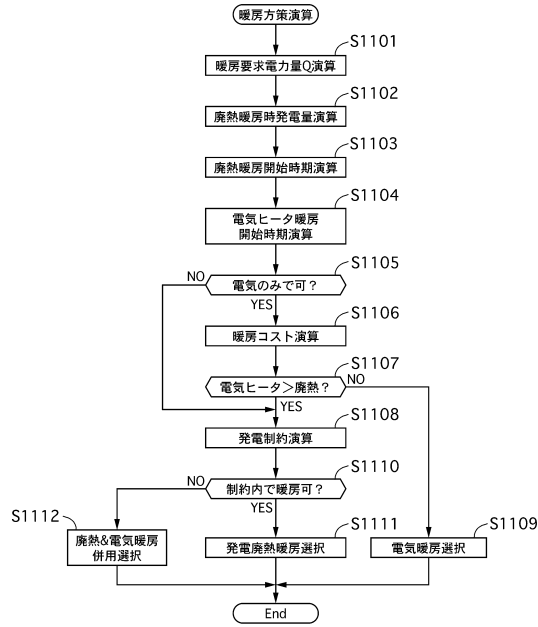 暖房方策演算
S1101
暖房要求電力量Q演算
S1102
廃熱暖房時発電量演算
S1103
廃熱暖房開始時期演算
S1104
電気ヒータ暖房
開始時期演算
S1105
電気のみで可？
NO
YES
S1106
暖房コスト演算
S1107
電気ヒータ＞廃熱？
NO
YES
S1108
発電制約演算
S1110
制約内で暖房可？
NO
YES
S1112
廃熱&電気暖房
併用選択
S1111
発電廃熱暖房選択
S1109
電気暖房選択
End